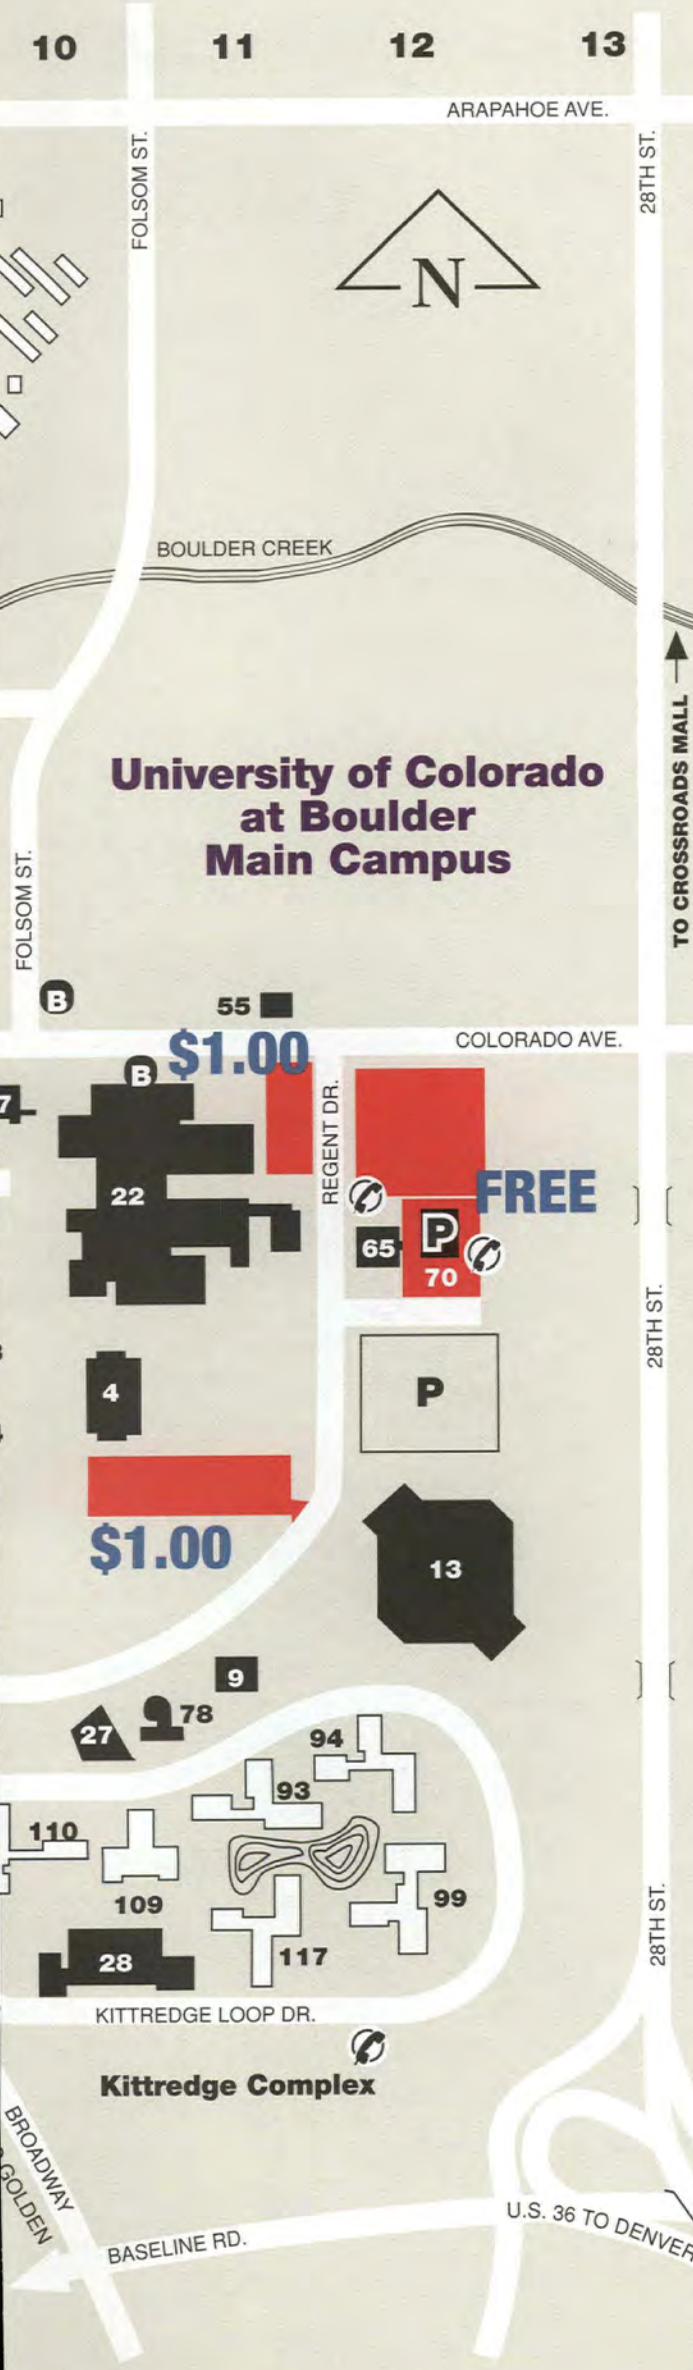 10 11 12 13
ARAPAHOE AVE.
FOLSOM ST.
28TH ST.
N
BOULDER CREEK
TO CROSSROADS MALL
University of Colorado
at Boulder
Main Campus
FOLSOM ST.
B
55
$1.00
COLORADO AVE.
B
7
REGENT DR.
22
FREE
65
P
70
28TH ST.
4
P
$1.00
13
9
78
27
94
93
110
109
99
28
117
28TH ST.
KITTREDGE LOOP DR.
Kittredge Complex
BROADWAY
GOLDEN
BASELINE RD.
U.S. 36 TO DENVER